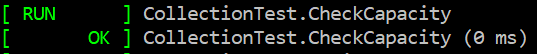 [ RUN      ] CollectionTest.CheckCapacity
[       OK ] CollectionTest.CheckCapacity (0 ms)